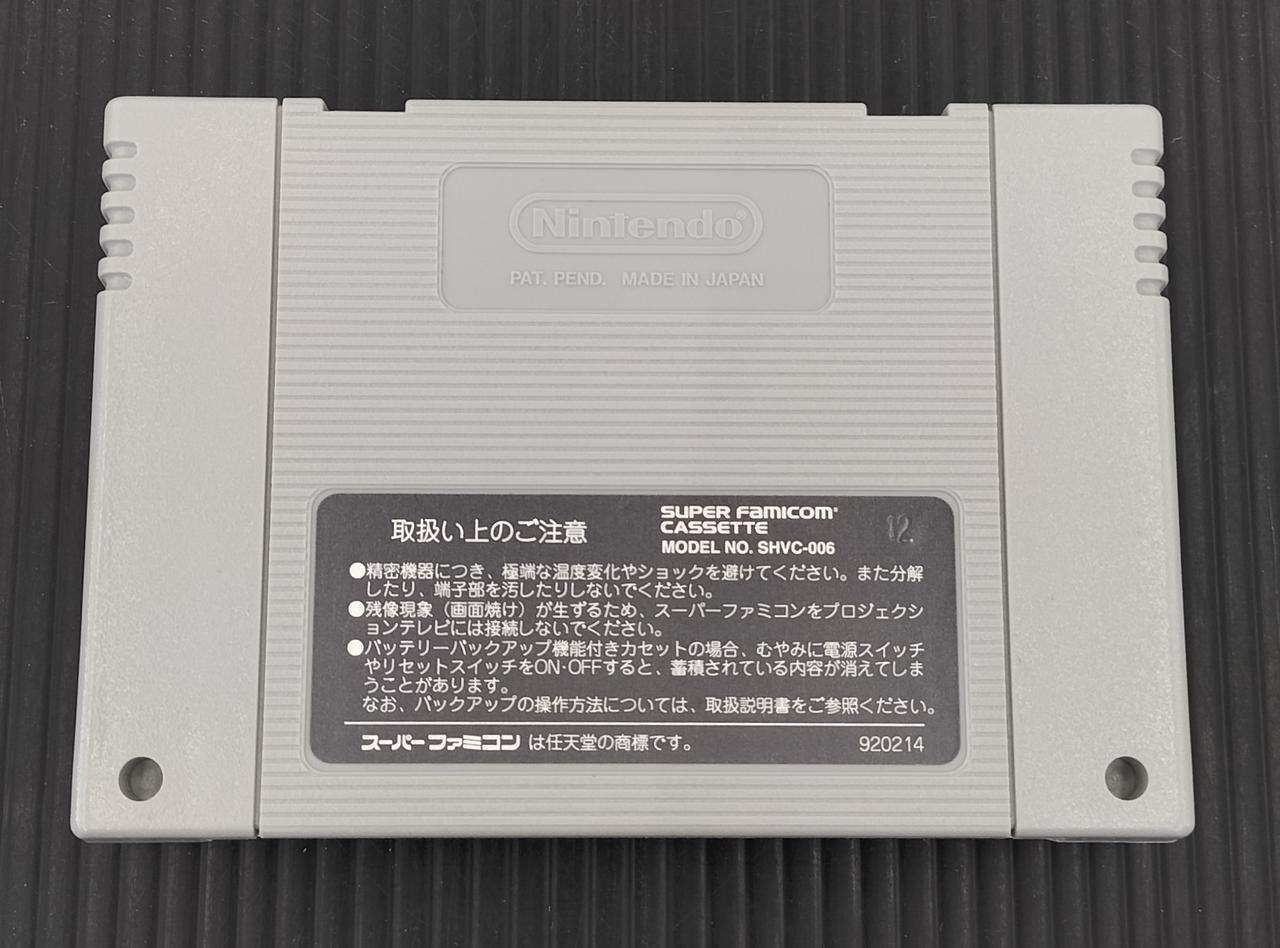 Nintendo®
PAT. PEND. MADE IN JAPAN
取扱い上のご注意
SUPER FAMICOM®
CASSETTE
MODEL NO. SHVC-006
12
●精密機器につき、極端な温度変化やショックを避けてください。また分解
したり、端子部を汚したりしないでください。
●残像現象（画面焼け）が生ずるため、スーパーファミコンをプロジェクシ
ョンテレビには接続しないでください。
●バッテリーバックアップ機能付きカセットの場合、むやみに電源スイッチ
やリセットスイッチをON·OFFすると、蓄積されている内容が消えてしま
うことがあります。
なお、バックアップの操作方法については、取扱説明書をご参照ください。
スーパーファミコン は任天堂の商標です。
920214